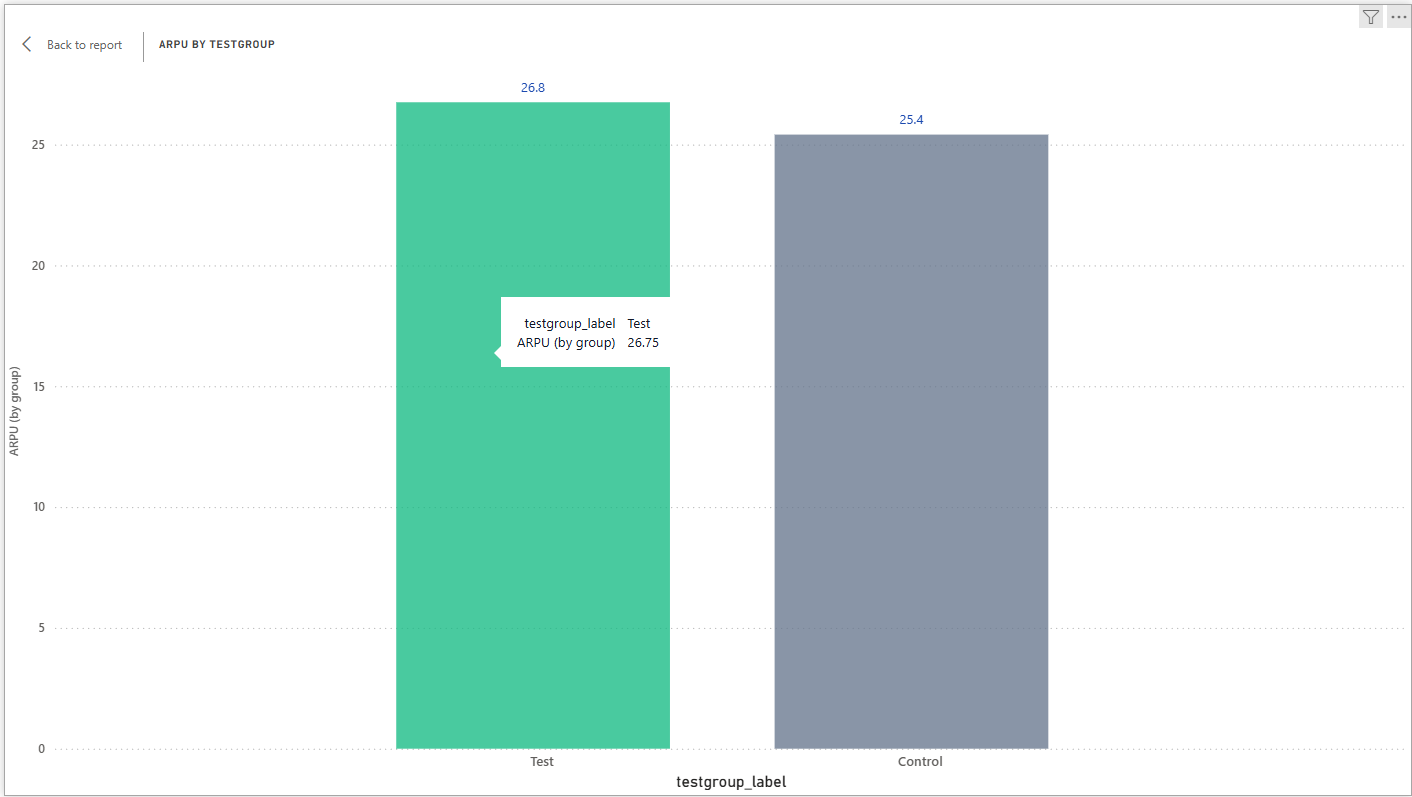 Back to report
ARPU BY TESTGROUP
26.8
25.4
25
20
15
10
5
0
ARPU (by group)
testgroup_label Test
ARPU (by group) 26.75
Test
Control
testgroup_label